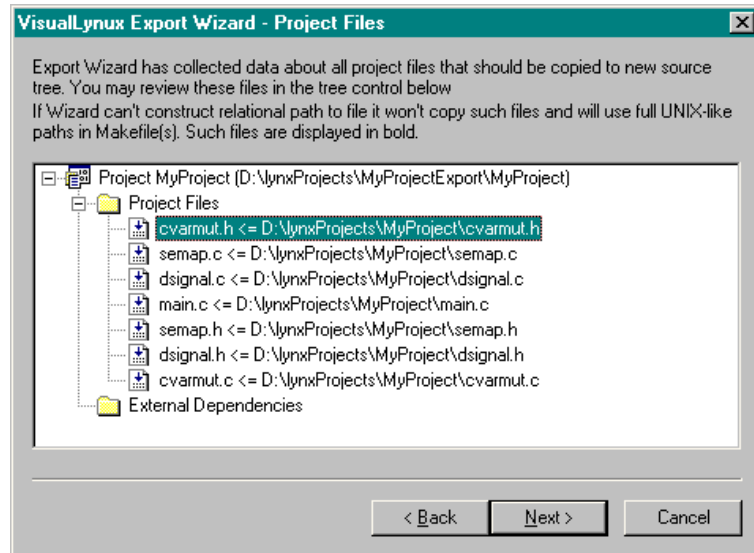 VisualLynux Export Wizard - Project Files
Export Wizard has collected data about all project files that should be copied to new source
tree. You may review these files in the tree control below
If Wizard can't construct relational path to file it won't copy such files and will use full UNIX-like
paths in Makefile(s). Such files are displayed in bold.
Project MyProject (D:\lynxProjects\MyProjectExport\MyProject)
Project Files
cvarmut.h <= D:\lynxProjects\MyProject\cvarmut.h
semap.c <= D:\lynxProjects\MyProject\semap.c
dsignal.c <= D:\lynxProjects\MyProject\dsignal.c
main.c <= D:\lynxProjects\MyProject\main.c
semap.h <= D:\lynxProjects\MyProject\semap.h
dsignal.h <= D:\lynxProjects\MyProject\dsignal.h
cvarmut.c <= D:\lynxProjects\MyProject\cvarmut.c
External Dependencies
< Back Next > Cancel